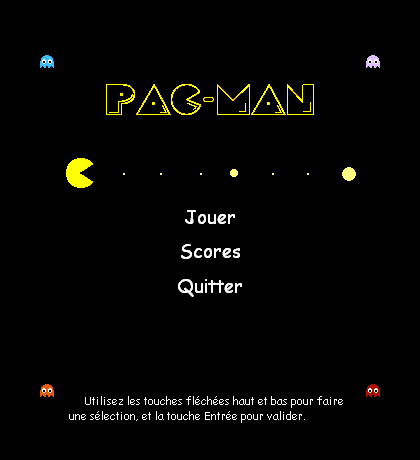 PAC-MAN
Jouer
Scores
Quitter
Utilisez les touches fléchées haut et bas pour faire
une sélection, et la touche Entrée pour valider.